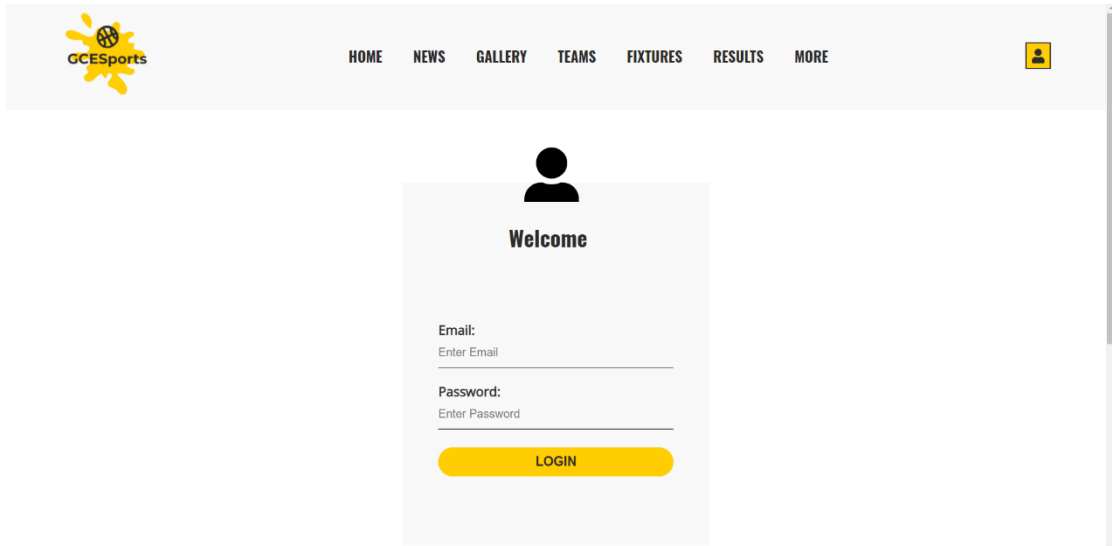 GCESports
HOME NEWS GALLERY TEAMS FIXTURES RESULTS MORE
Welcome
Email:
Enter Email
Password:
Enter Password
LOGIN